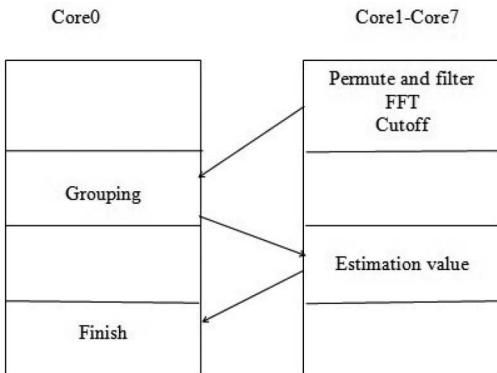 Core0
Core1-Core7
Permute and filter
FFT
Cutoff
Grouping
Estimation value
Finish